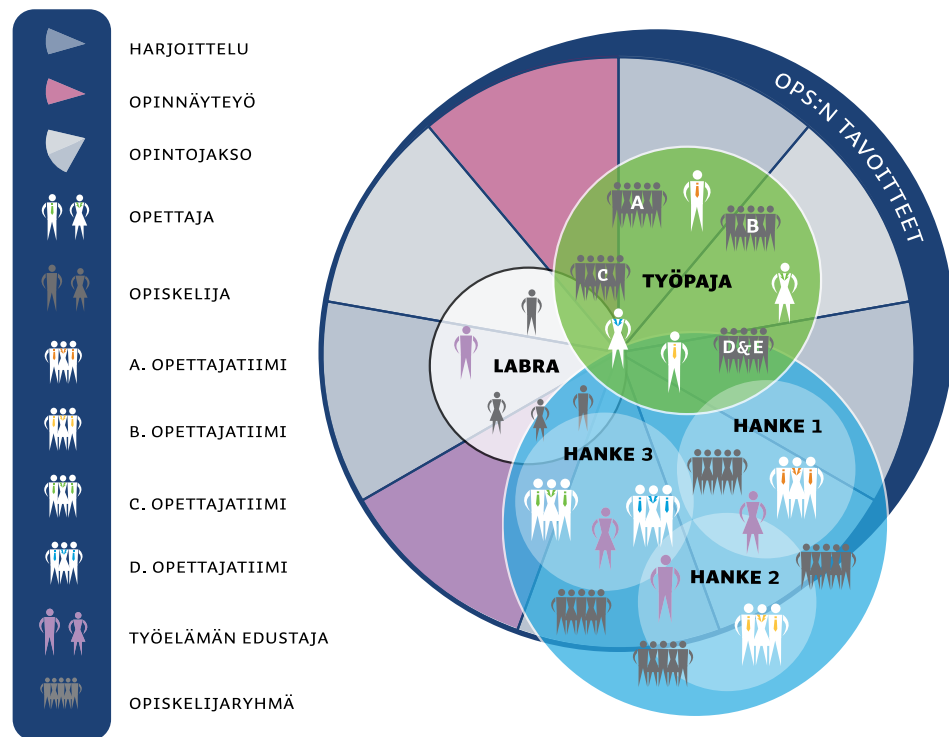 HARJOITTELU
OPINNÄYTEYÖ
OPINTOJAKSO
OPETTAJA
OPISKELIJA
A. OPETTAJATIIMI
B. OPETTAJATIIMI
C. OPETTAJATIIMI
D. OPETTAJATIIMI
TYÖELÄMÄN EDUSTAJA
OPISKELIJARYHMÄ
OPS:N TAVOITTEET
A
B
C
TYÖPAJA
D&E
LABRA
HANKE 1
HANKE 3
HANKE 2